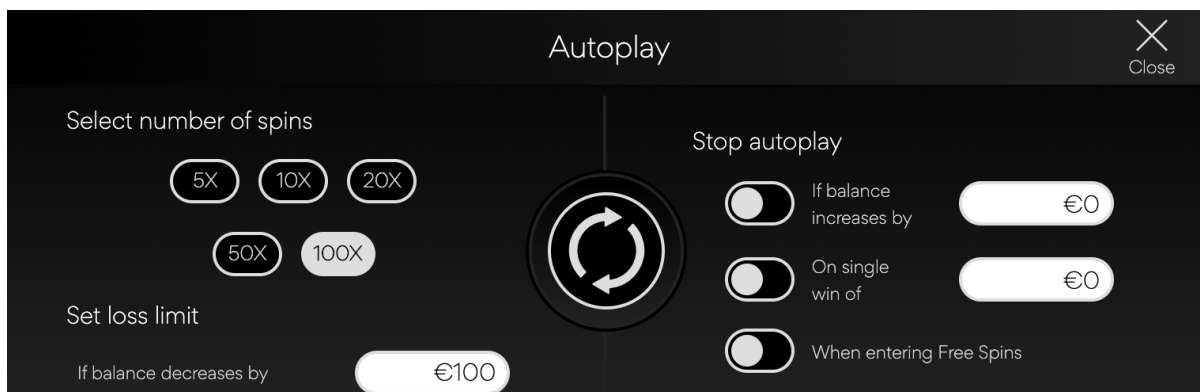 Autoplay
Close
Select number of spins
5X 10X 20X
50X 100X
Set loss limit
If balance decreases by €100
Stop autoplay
If balance
increases by €0
On single
win of €0
When entering Free Spins